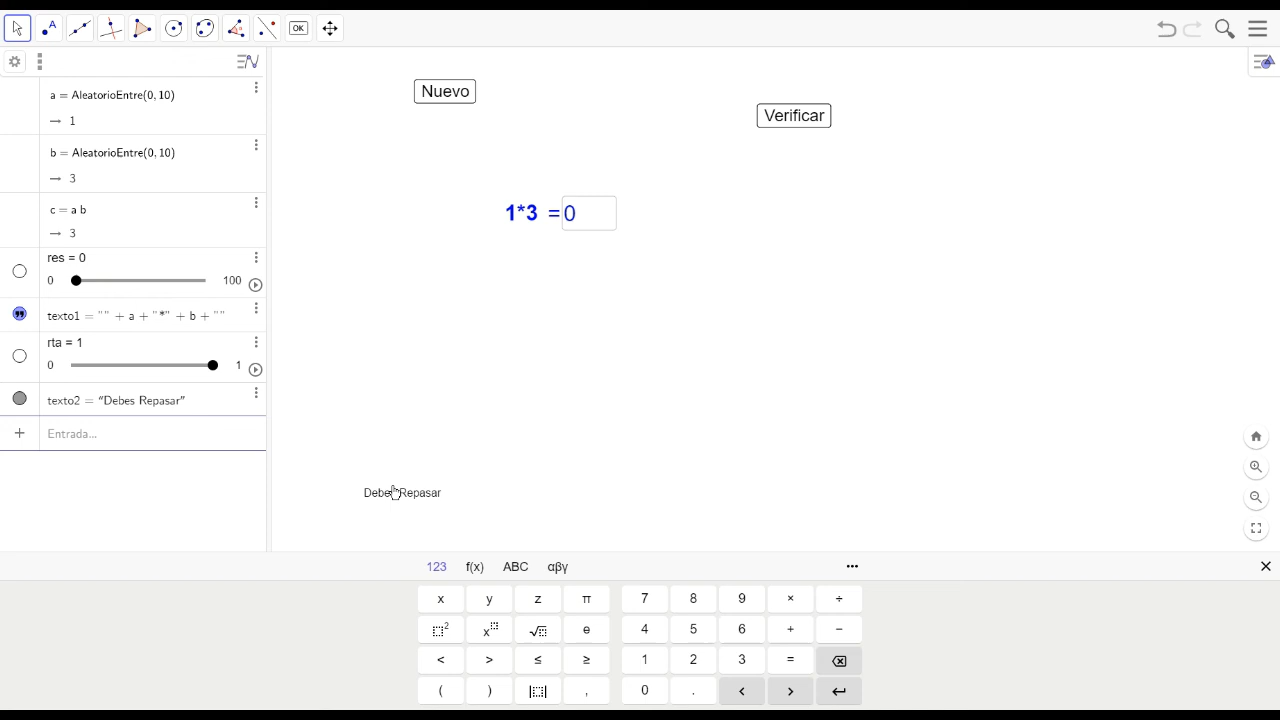 OK
a = AleatorioEntre(0, 10)
→ 1
b = AleatorioEntre(0, 10)
→ 3
c = a b
→ 3
res = 0
0 100
texto1 = "" + a + "*" + b + ""
rta = 1
0 1
texto2 = “Debes Repasar”
+ Entrada...
Nuevo
Verificar
1*3 =0
Debes Repasar
123 f(x) ABC αβγ ...
x y z π 7 8 9 × ÷
□² x□ √□ e 4 5 6 + −
< > ≤ ≥ 1 2 3 =
( ) |□| , 0 . < >